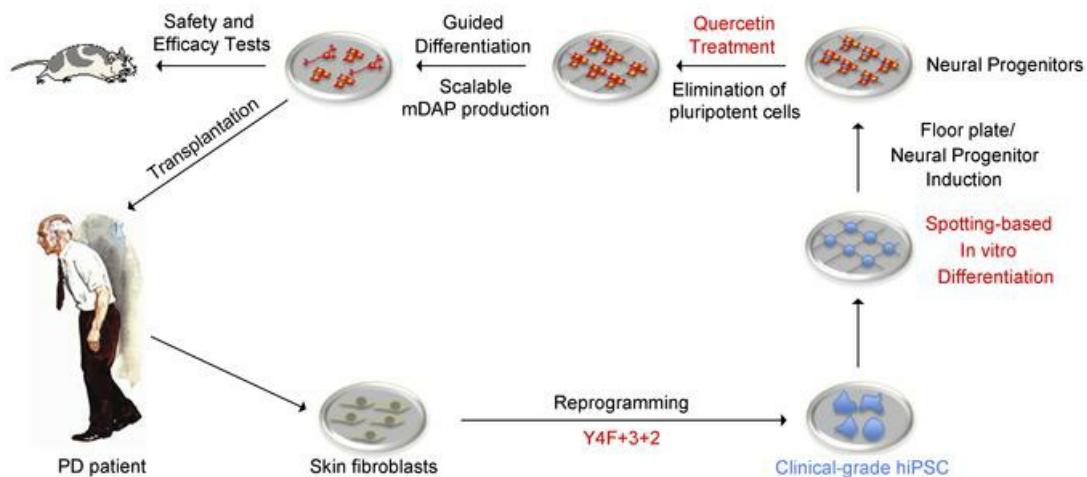 Safety and
Efficacy Tests
Guided
Differentiation
Scalable
mDAP production
Quercetin
Treatment
Elimination of
pluripotent cells
Neural Progenitors
Floor plate/
Neural Progenitor
Induction
Transplantation
Spotting-based
In vitro
Differentiation
Reprogramming
Y4F+3+2
PD patient
Skin fibroblasts
Clinical-grade hiPSC